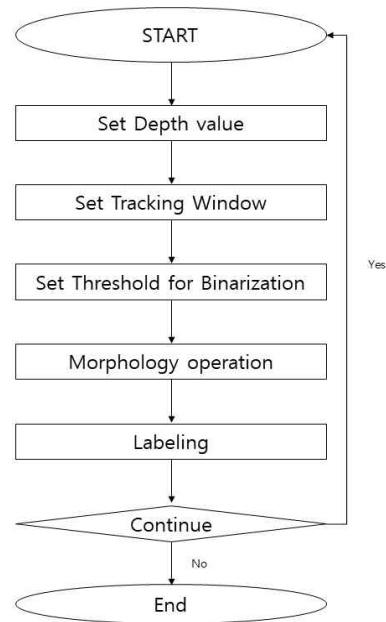 START
Set Depth value
Set Tracking Window
Yes
Set Threshold for Binarization
Morphology operation
Labeling
Continue
No
End